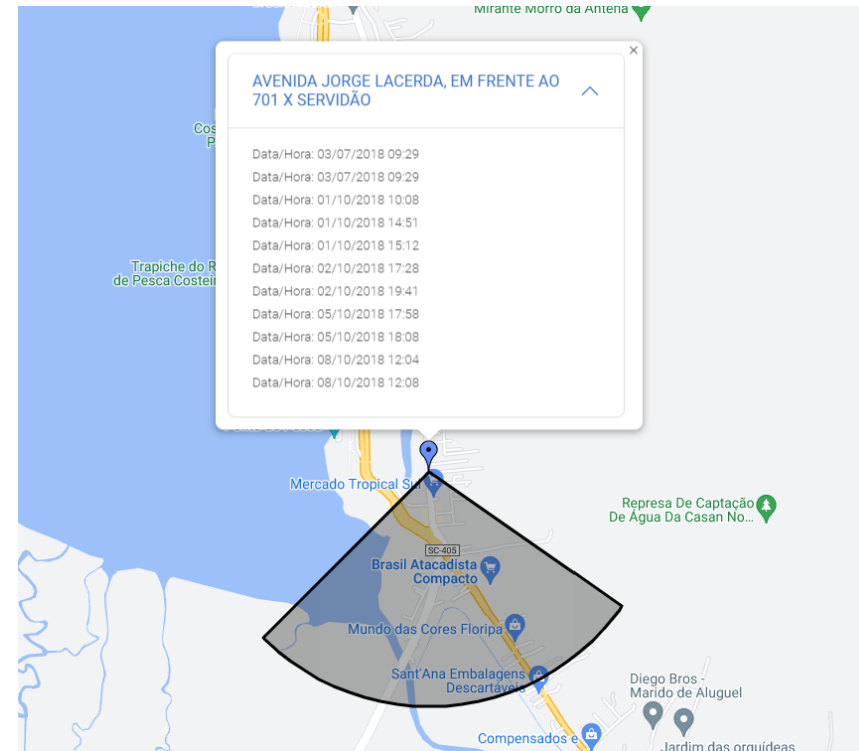 Mirante Morro da Antena
×
AVENIDA JORGE LACERDA, EM FRENTE AO
701 X SERVIDÃO
Data/Hora: 03/07/2018 09:29
Data/Hora: 03/07/2018 09:29
Data/Hora: 01/10/2018 10:08
Data/Hora: 01/10/2018 14:51
Data/Hora: 01/10/2018 15:12
Data/Hora: 02/10/2018 17:28
Data/Hora: 02/10/2018 19:41
Data/Hora: 05/10/2018 17:58
Data/Hora: 05/10/2018 18:08
Data/Hora: 08/10/2018 12:04
Data/Hora: 08/10/2018 12:08
Cos
P
Trapiche do R
de Pesca Costei
Mercado Tropical Sul
Represa De Captação
De Água Da Casan No...
SC-405
Brasil Atacadista
Compacto
Mundo das Cores Floripa
Sant'Ana Embalagens
Descartáveis
Diego Bros -
Marido de Aluguel
Compensados e
Jardim das orquídeas